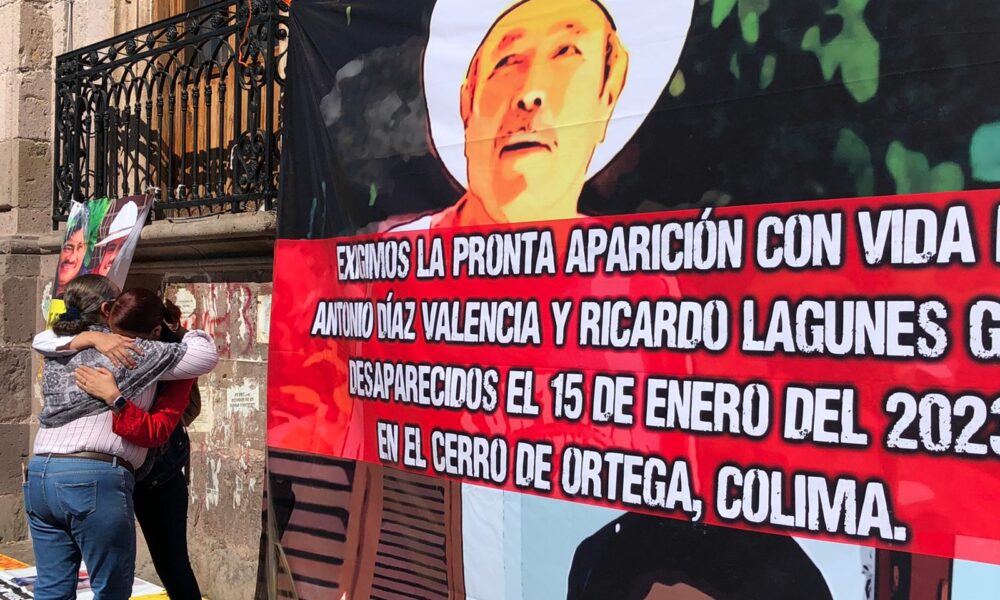 EXIGIMOS LA PRONTA APARICIÓN CON VIDA
ANTONIO DÍAZ VALENCIA Y RICARDO LAGUNES G
DESAPARECIDOS EL 15 DE ENERO DEL 2023
EN EL CERRO DE ORTEGA, COLIMA.